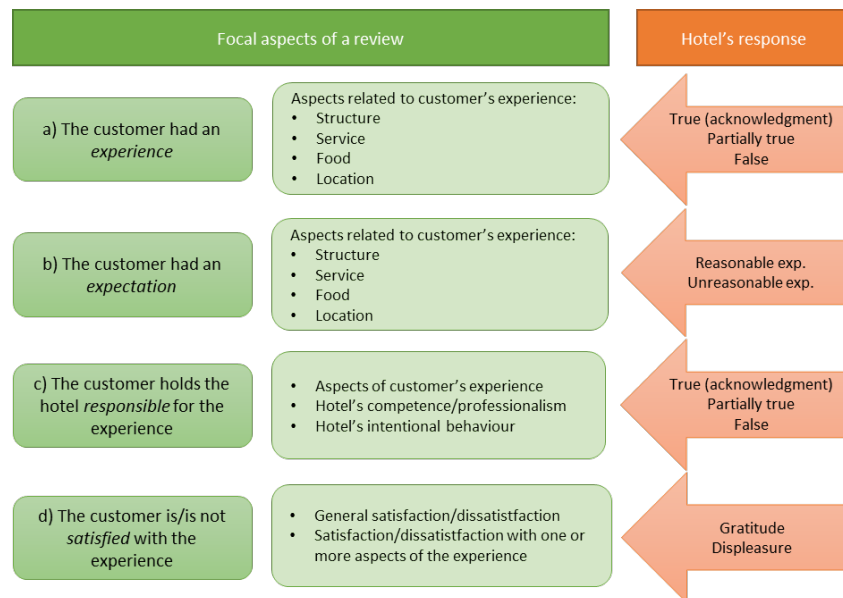 Focal aspects of a review
Hotel's response
a) The customer had an
experience
Aspects related to customer's experience:
• Structure
• Service
• Food
• Location
True (acknowledgment)
Partially true
False
b) The customer had an
expectation
Aspects related to customer's experience:
• Structure
• Service
• Food
• Location
Reasonable exp.
Unreasonable exp.
c) The customer holds the
hotel responsible for the
experience
• Aspects of customer's experience
• Hotel's competence/professionalism
• Hotel's intentional behaviour
True (acknowledgment)
Partially true
False
d) The customer is/is not
satisfied with the
experience
• General satisfaction/dissatistfaction
• Satisfaction/dissatistfaction with one or
more aspects of the experience
Gratitude
Displeasure